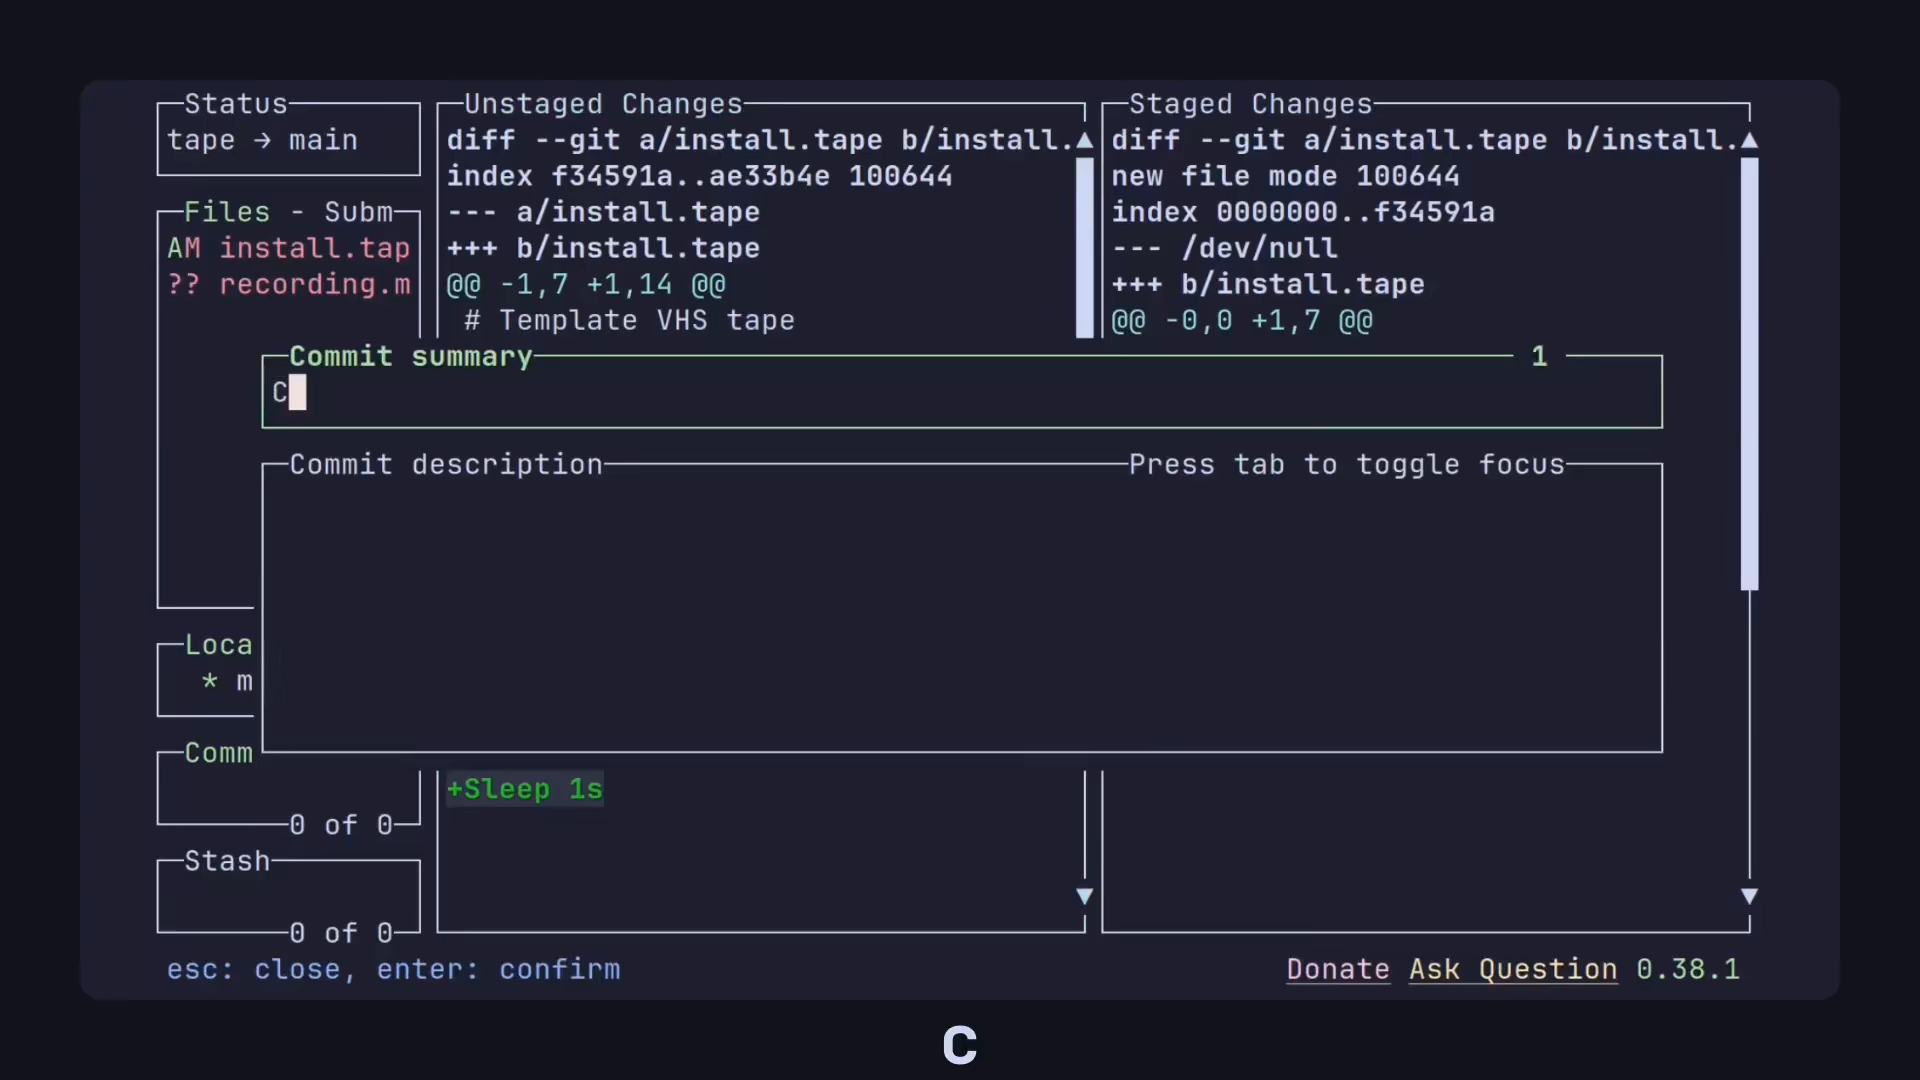 Status
tape → main
Files - Subm
AM install.tap
?? recording.m
Unstaged Changes
diff --git a/install.tape b/install.
index f34591a..ae33b4e 100644
--- a/install.tape
+++ b/install.tape
@@ -1,7 +1,14 @@
# Template VHS tape
Staged Changes
diff --git a/install.tape b/install.
new file mode 100644
index 0000000..f34591a
--- /dev/null
+++ b/install.tape
@@ -0,0 +1,7 @@
Commit summary 1
C
Commit description Press tab to toggle focus
Loca
* m
Comm
0 of 0
+Sleep 1s
Stash
0 of 0
esc: close, enter: confirm
Donate Ask Question 0.38.1
C